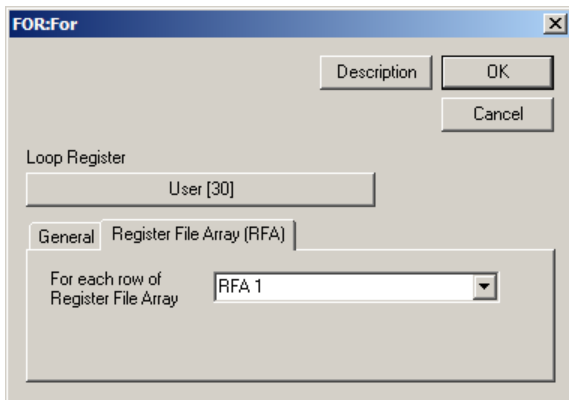 FOR:For
Description
OK
Cancel
Loop Register
User [30]
General
Register File Array (RFA)
For each row of
Register File Array
RFA 1